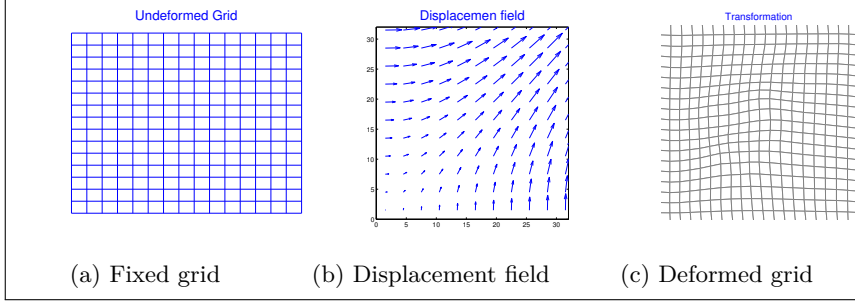 Undeformed Grid
Displacemen field
Transformation
30
25
20
15
10
5
0
0 5 10 15 20 25 30
(a) Fixed grid
(b) Displacement field
(c) Deformed grid